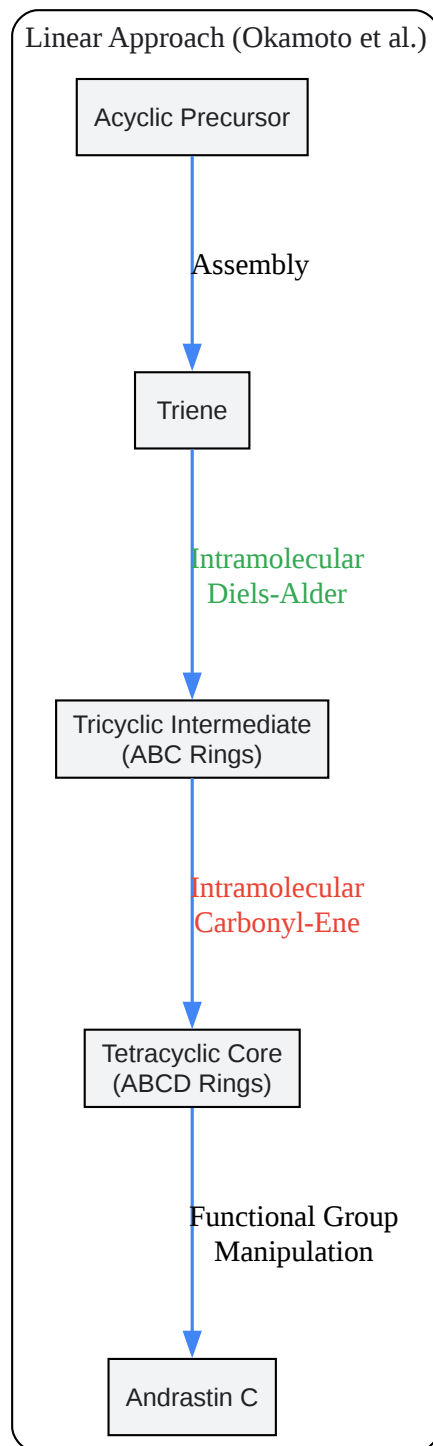 Linear Approach (Okamoto et al.)
Acyclic Precursor
Assembly
Triene
Intramolecular
Diels-Alder
Tricyclic Intermediate
(ABC Rings)
Intramolecular
Carbonyl-Ene
Tetracyclic Core
(ABCD Rings)
Functional Group
Manipulation
Andrastin C